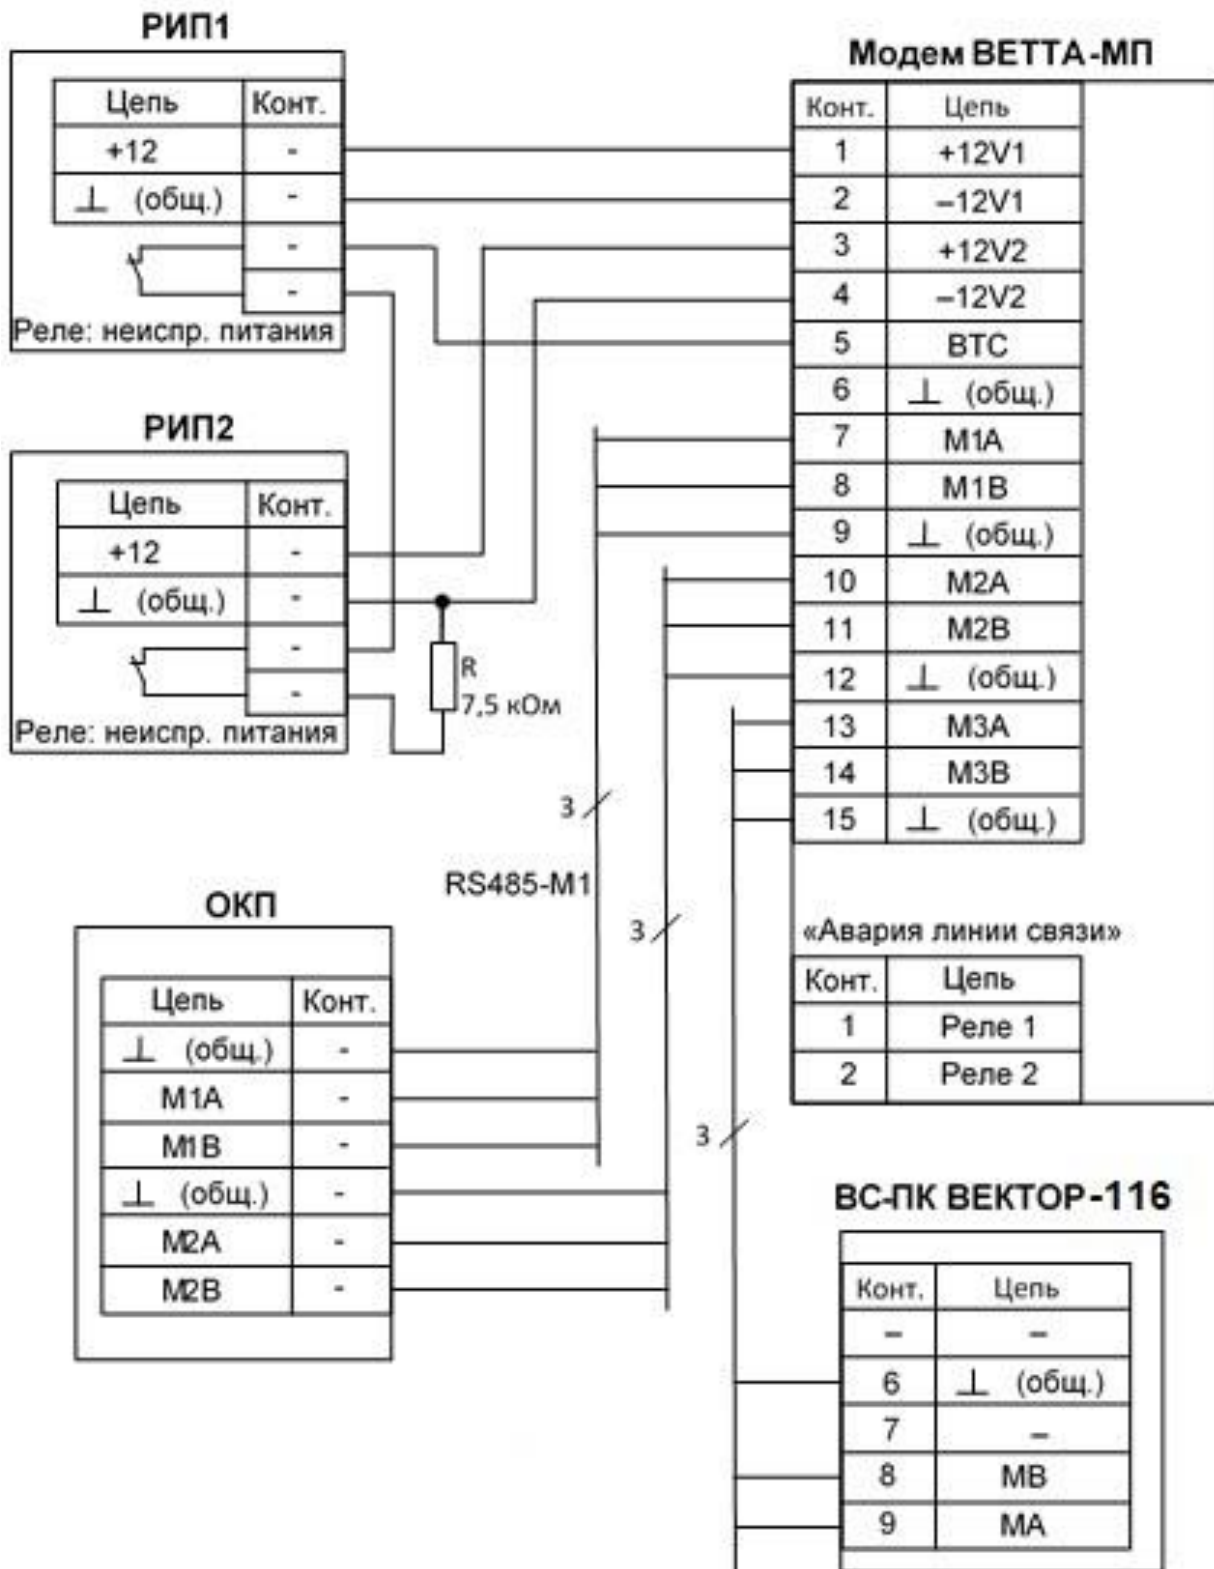 РИП1
Цепь Конт.
+12 -
⊥ (общ.) -
-
-
Реле: неиспр. питания
РИП2
Цепь Конт.
+12 -
⊥ (общ.) -
-
-
Реле: неиспр. питания
R
7,5 кОм
Модем ВЕТТА-МП
Конт. Цепь
1 +12V1
2 –12V1
3 +12V2
4 –12V2
5 ВТС
6 ⊥ (общ.)
7 М1А
8 М1В
9 ⊥ (общ.)
10 М2А
11 М2В
12 ⊥ (общ.)
13 М3А
14 М3В
15 ⊥ (общ.)
«Авария линии связи»
Конт. Цепь
1 Реле 1
2 Реле 2
3
RS485-М1
3
3
ОКП
Цепь Конт.
⊥ (общ.) -
М1А -
М1В -
⊥ (общ.) -
М2А -
М2В -
ВС-ПК ВЕКТОР-116
Конт. Цепь
– –
6 ⊥ (общ.)
7 –
8 МВ
9 МА